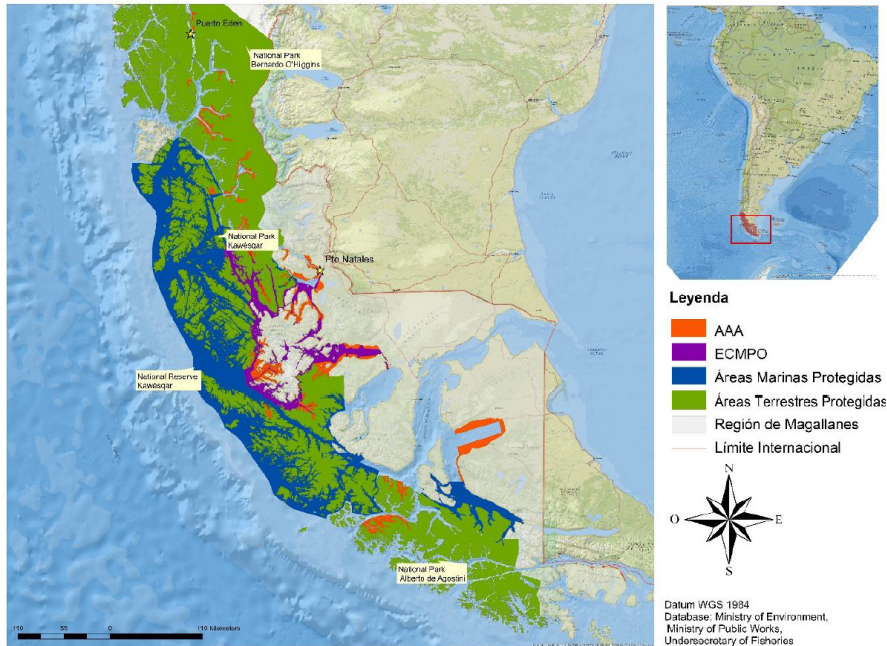 Puerto Eden
National Park
Bernardo O'Higgins
National Park
Kawésqar
Pto Natales
National Reserve
Kawésqar
National Park
Alberto de Agostini
110 55 0 110 Kilometers
Leyenda
AAA
ECMPO
Áreas Marinas Protegidas
Áreas Terrestres Protegidas
Región de Magallanes
Límite Internacional
N
O
E
S
Datum WGS 1984
Database: Ministry of Environment,
Ministry of Public Works,
Undersecretary of Fisheries